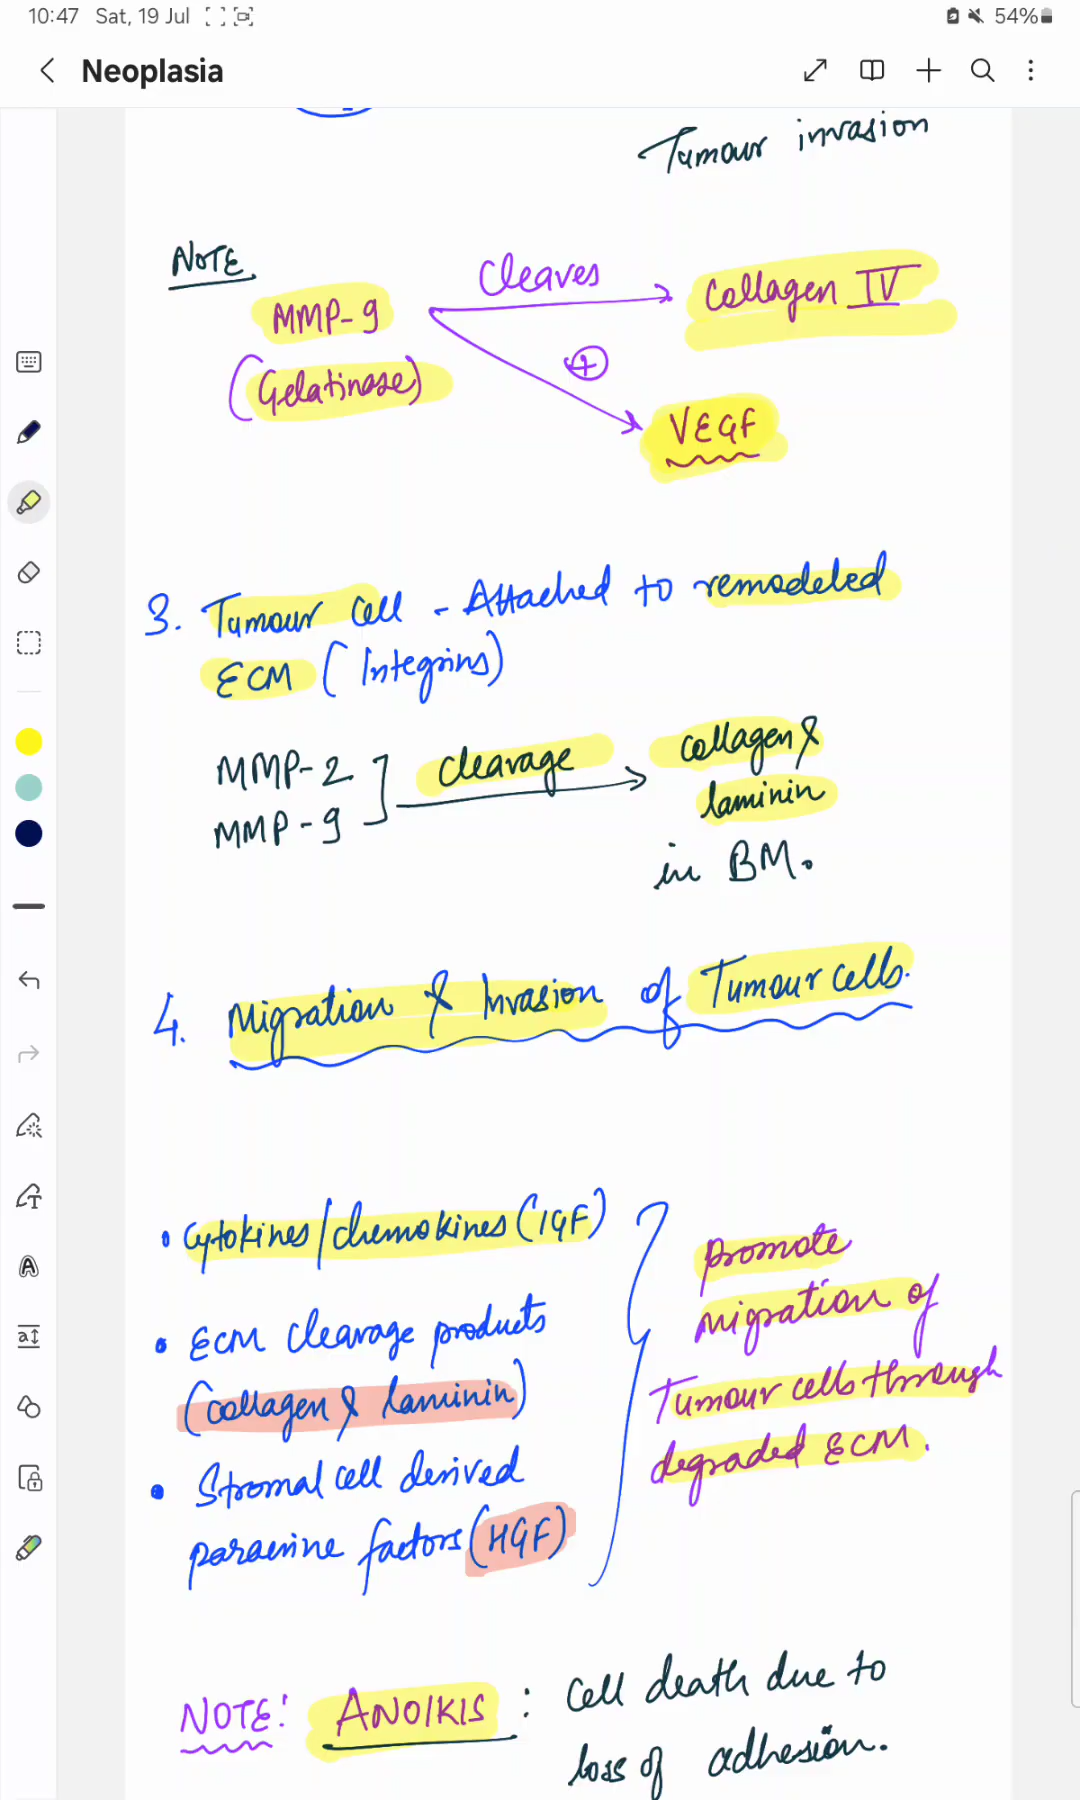 10:47 Sat, 19 Jul 54%
Neoplasia
Tumour invasion
NOTE
MMP-9 Cleaves Collagen IV
(Gelatinase) +
VEGF
3. Tumour cell - Attached to remodeled
ECM (Integrins)
MMP-2 cleavage collagen &
MMP-9 laminin
in BM.
4. Migration & Invasion of Tumour cells.
• Cytokines/chemokines (IGF)
• ECM cleavage products
(collagen & laminin)
• Stromal cell derived
paracrine factors (HGF)
promote
migration of
Tumour cells through
degraded ECM.
NOTE! ANOIKIS : Cell death due to
loss of adhesion.